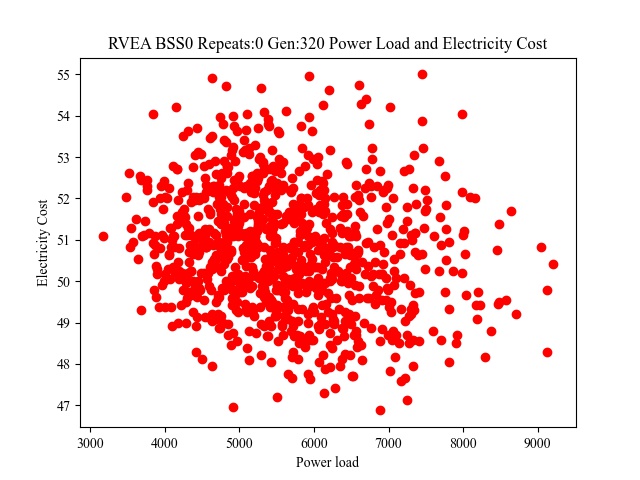 RVEA BSS0 Repeats:0 Gen:320 Power Load and Electricity Cost
55
54
53
52
51
50
49
48
47
Electricity Cost
3000 4000 5000 6000 7000 8000 9000
Power load